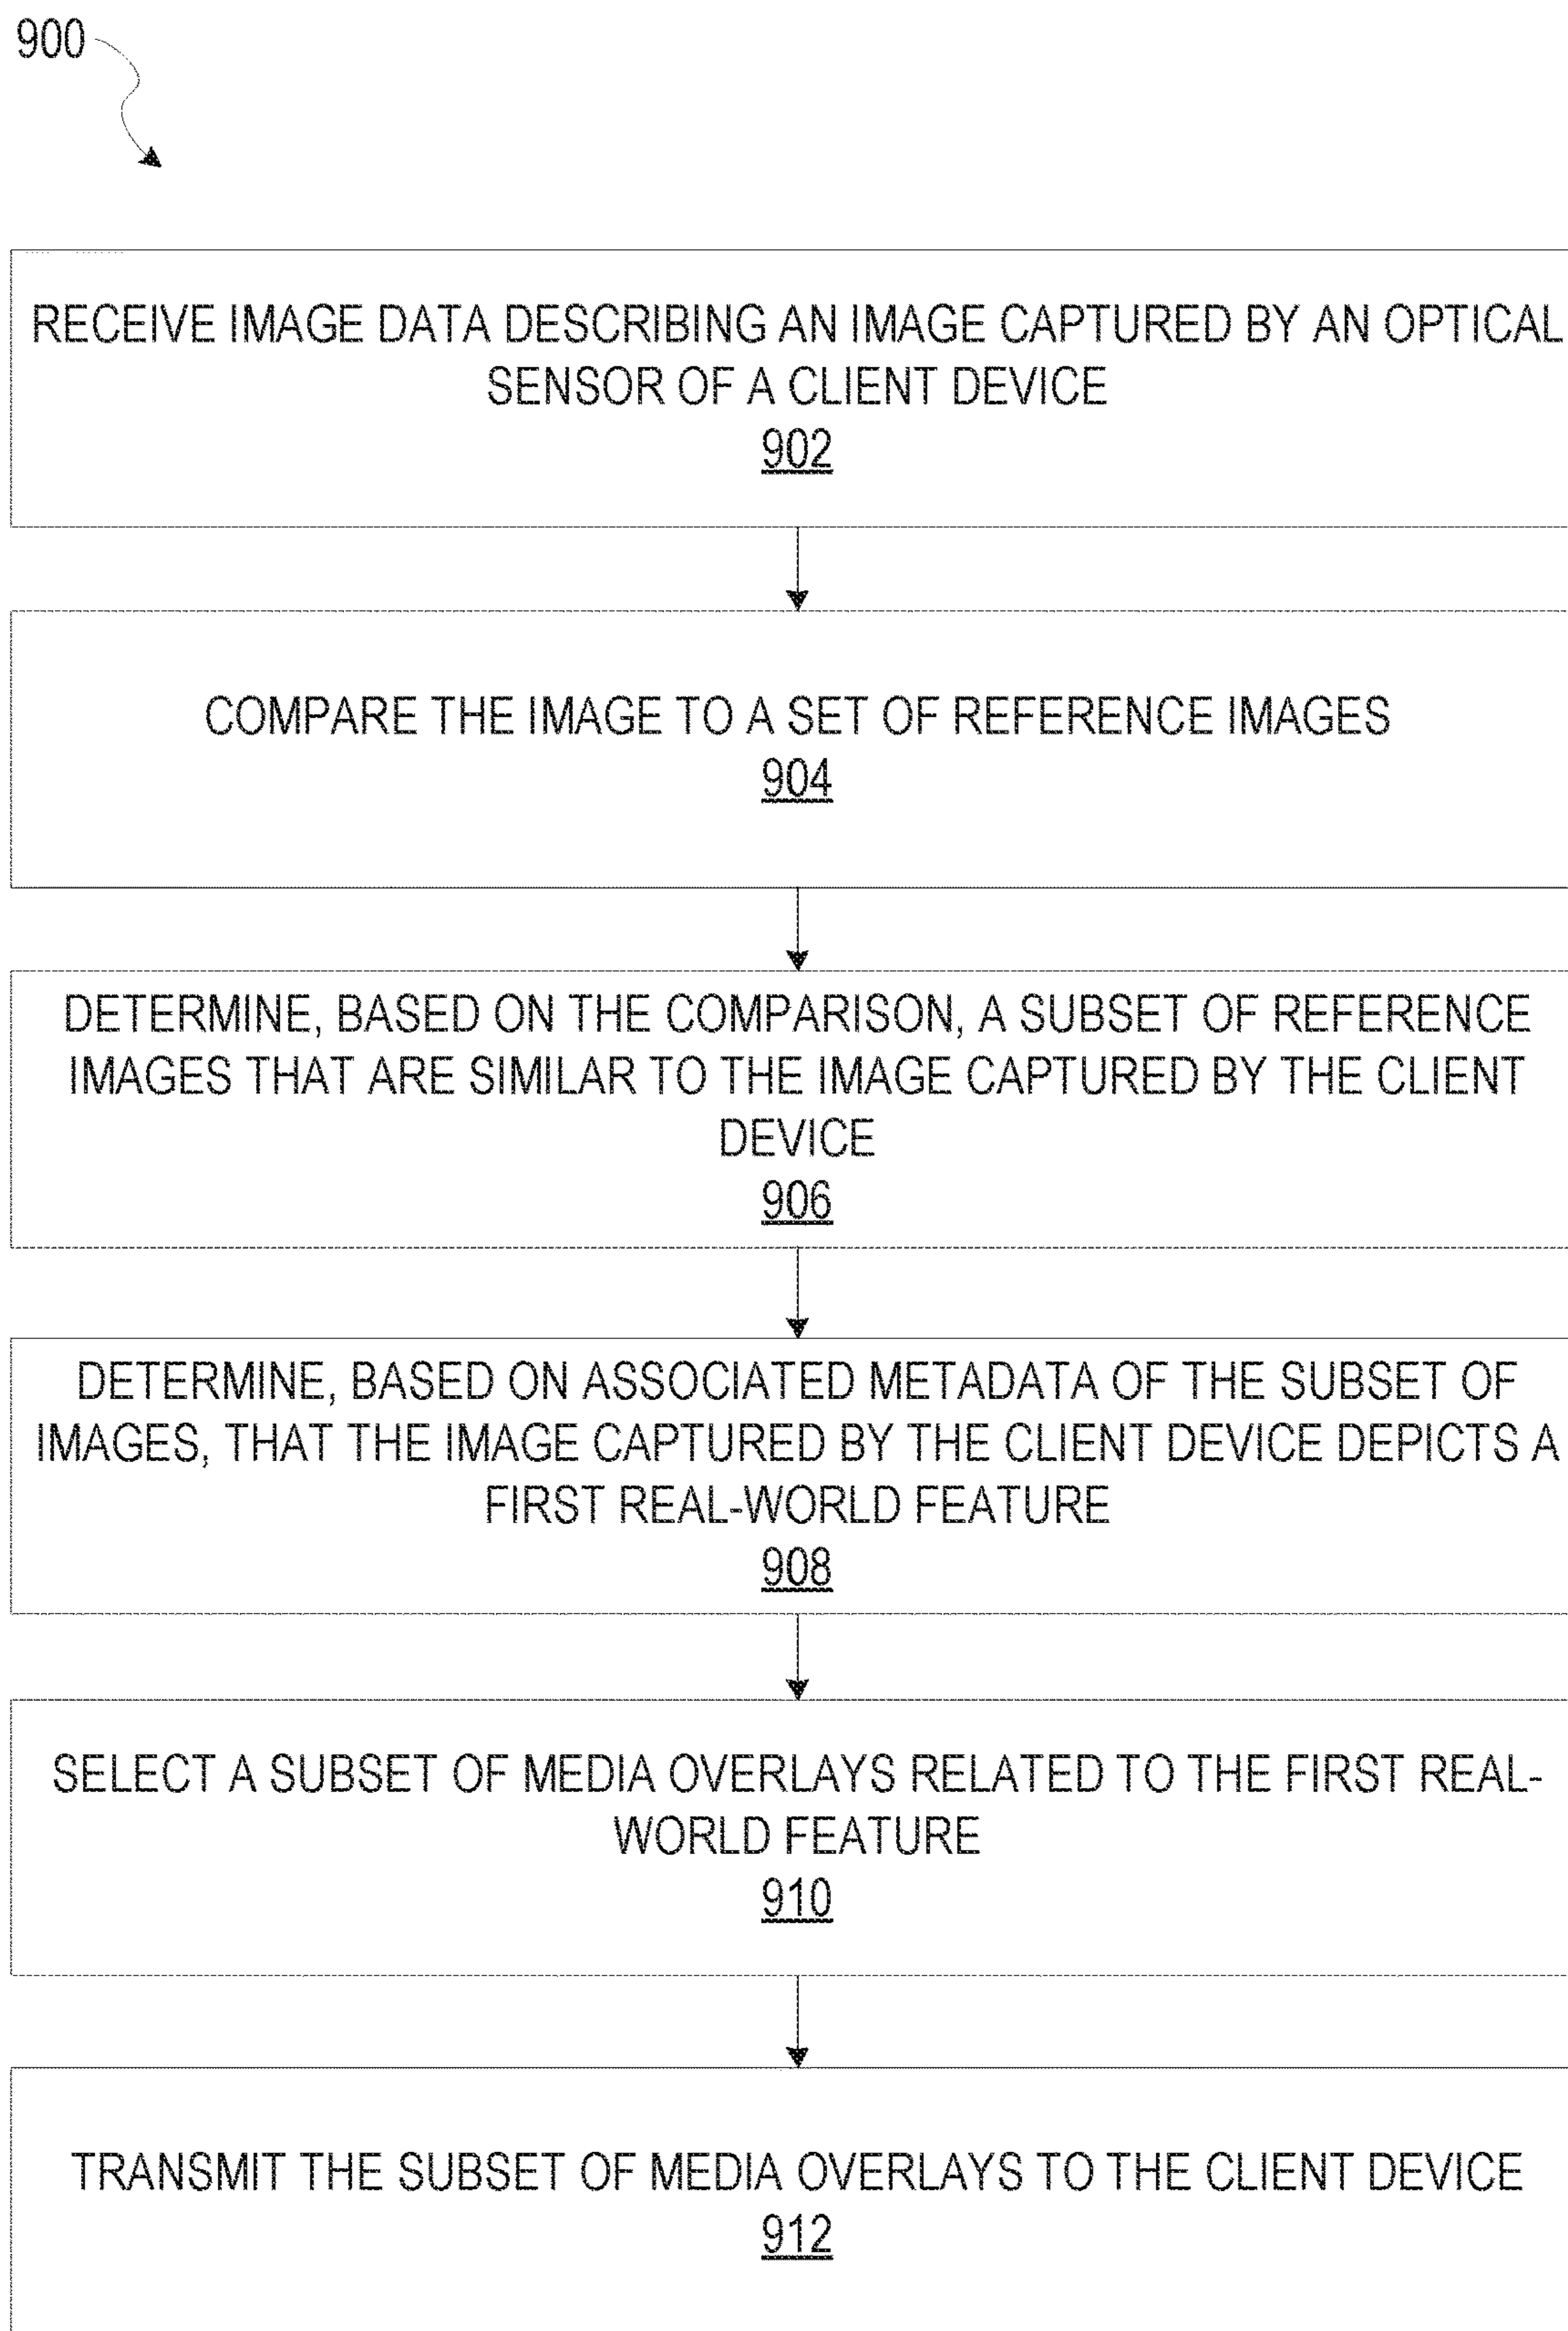 900
RECEIVE IMAGE DATA DESCRIBING AN IMAGE CAPTURED BY AN OPTICAL
SENSOR OF A CLIENT DEVICE
902
COMPARE THE IMAGE TO A SET OF REFERENCE IMAGES
904
DETERMINE, BASED ON THE COMPARISON, A SUBSET OF REFERENCE
IMAGES THAT ARE SIMILAR TO THE IMAGE CAPTURED BY THE CLIENT
DEVICE
906
DETERMINE, BASED ON ASSOCIATED METADATA OF THE SUBSET OF
IMAGES, THAT THE IMAGE CAPTURED BY THE CLIENT DEVICE DEPICTS A
FIRST REAL-WORLD FEATURE
908
SELECT A SUBSET OF MEDIA OVERLAYS RELATED TO THE FIRST REAL-
WORLD FEATURE
910
TRANSMIT THE SUBSET OF MEDIA OVERLAYS TO THE CLIENT DEVICE
912